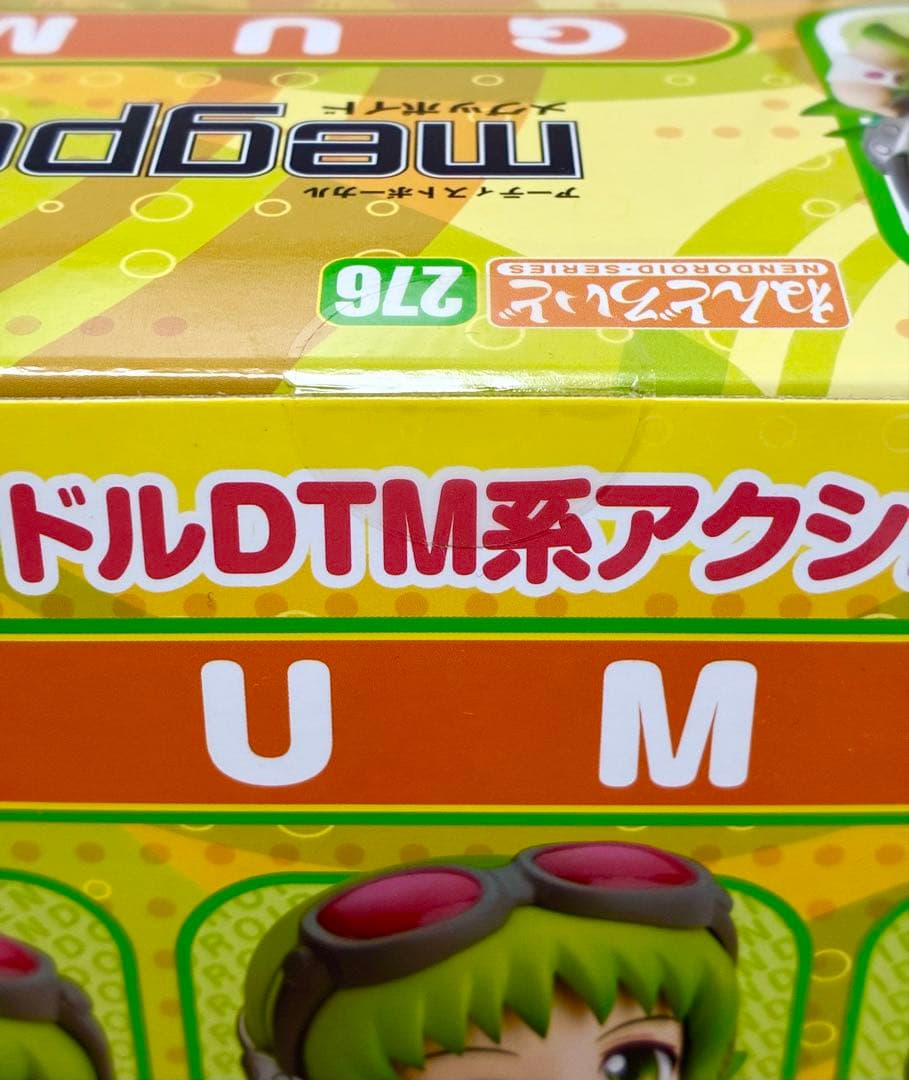 G U M
メグッポイド
megpo
アーティストボーカル
ねんどろいど
NENDOROID-SERIES
276
ドルDTM系アクシ
U M